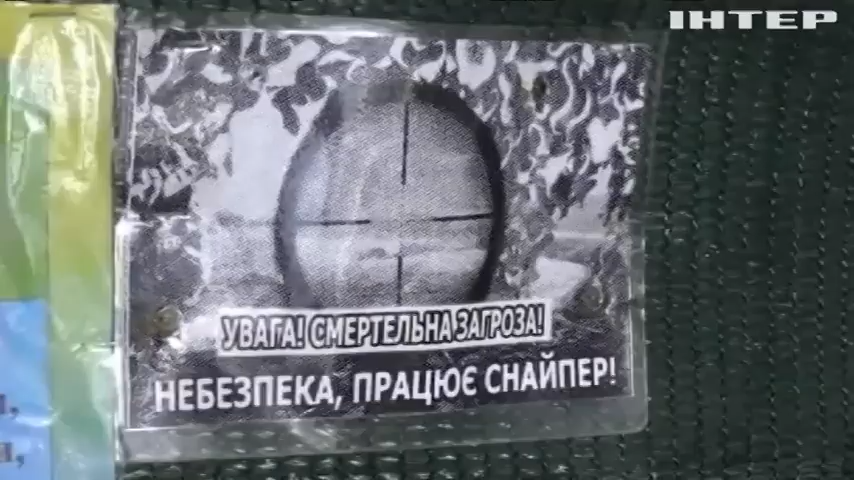 ІНТЕР
УВАГА! СМЕРТЕЛЬНА ЗАГРОЗА!
НЕБЕЗПЕКА, ПРАЦЮЄ СНАЙПЕР!